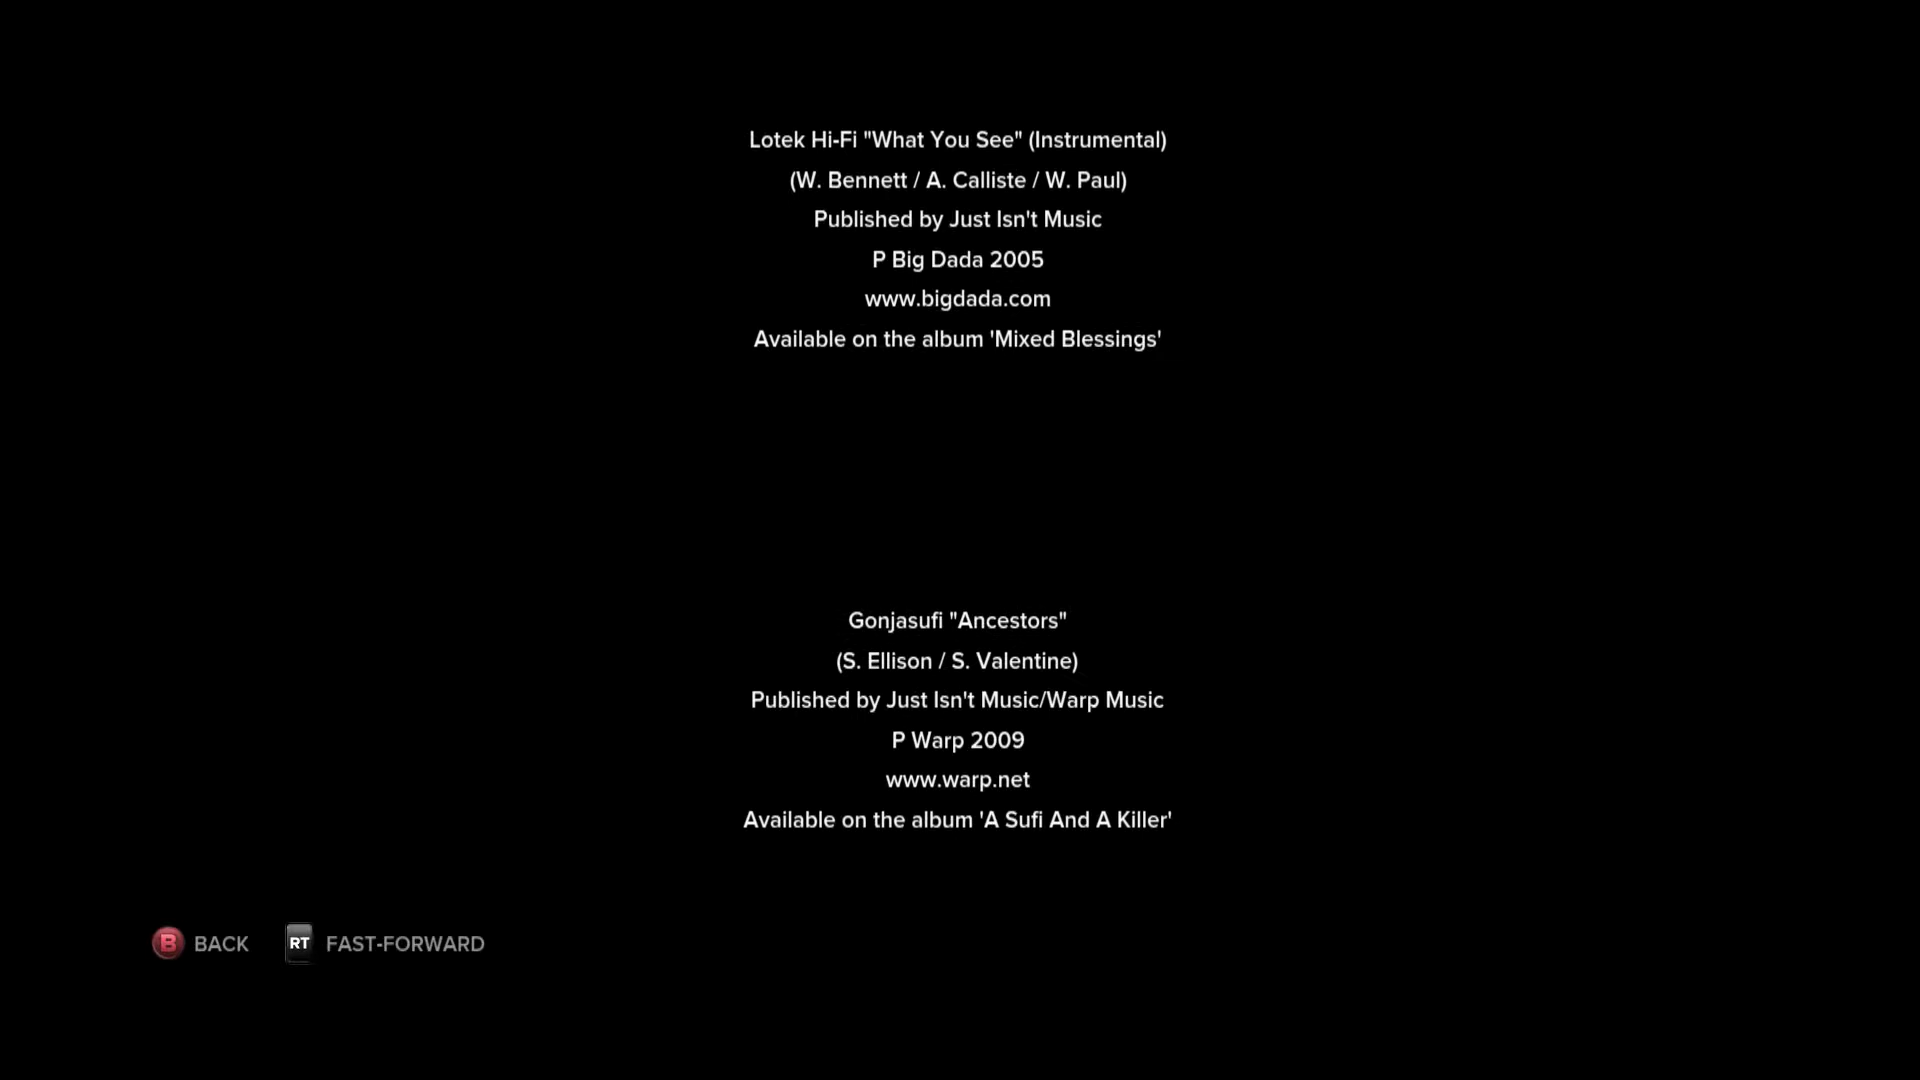 Lotek Hi-Fi "What You See" (Instrumental)
(W. Bennett / A. Calliste / W. Paul)
Published by Just Isn't Music
P Big Dada 2005
www.bigdada.com
Available on the album 'Mixed Blessings'
Gonjasufi "Ancestors"
(S. Ellison / S. Valentine)
Published by Just Isn't Music/Warp Music
P Warp 2009
www.warp.net
Available on the album 'A Sufi And A Killer'
B BACK RT FAST-FORWARD